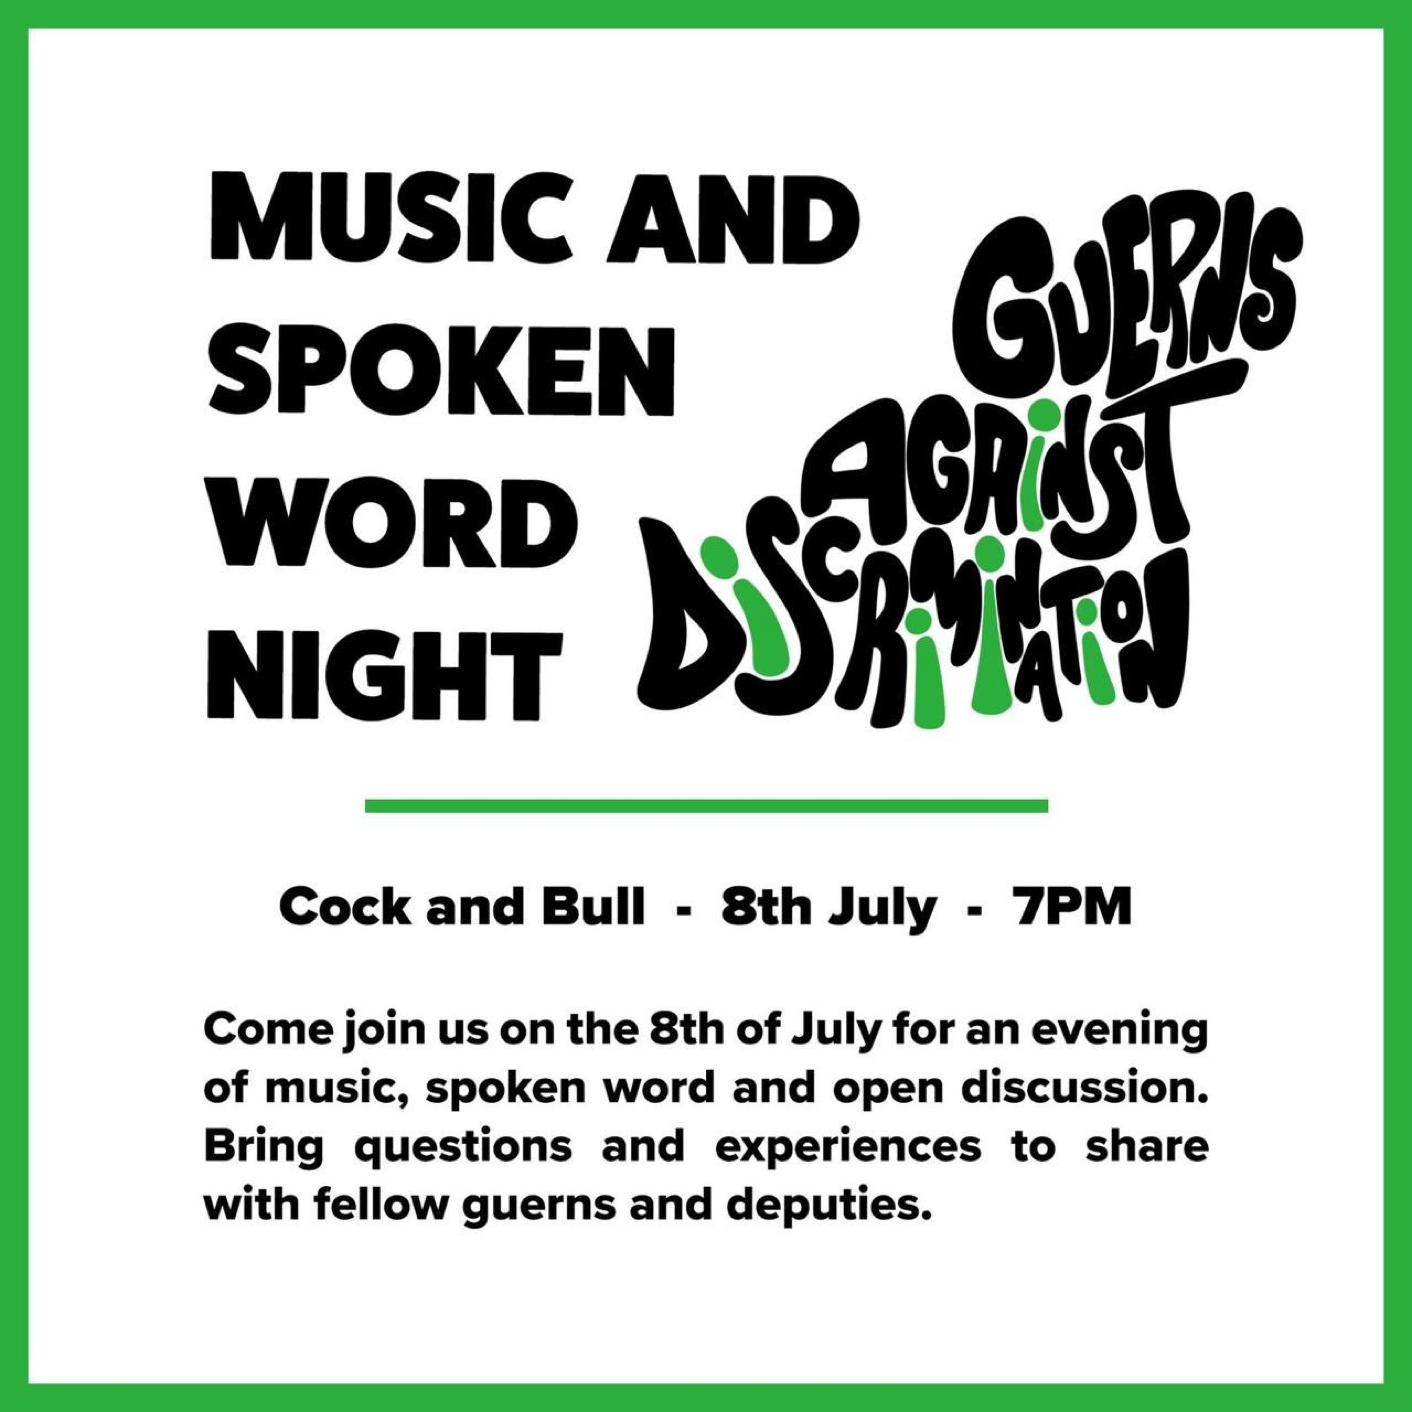 MUSIC AND
SPOKEN
WORD
NIGHT
GUERNS
AGAiNST
DiSCRiMiNATiON
Cock and Bull - 8th July - 7PM
Come join us on the 8th of July for an evening
of music, spoken word and open discussion.
Bring questions and experiences to share
with fellow guerns and deputies.